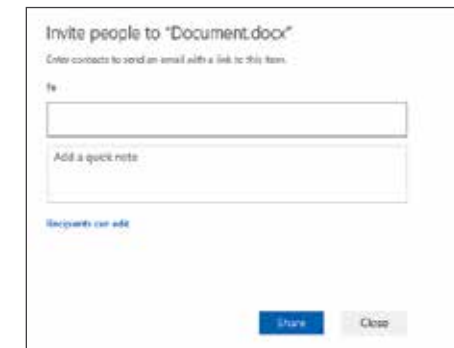 Invite people to "Document.docx"
Enter contacts to send an email with a link to this item.
To
Add a quick note
Recipients can edit
Share
Close